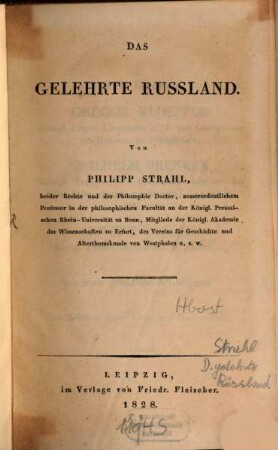 DAS
GELEHRTE RUSSLAND.
Von
PHILIPP STRAHL,
beider Rechte und der Philosophie Doctor, ausserordentlichem
Professor in der philosophischen Facultät an der Königl. Preussi-
schen Rhein-Universität zu Bonn, Mitgliede der Königl. Akademie
der Wissenschaften zu Erfurt, des Vereins für Geschichte und
Alterthumskunde von Westphalen u. s. w.
Strahl
D. gelehrte
Russland
LEIPZIG,
im Verlage von Friedr. Fleischer.
1828.